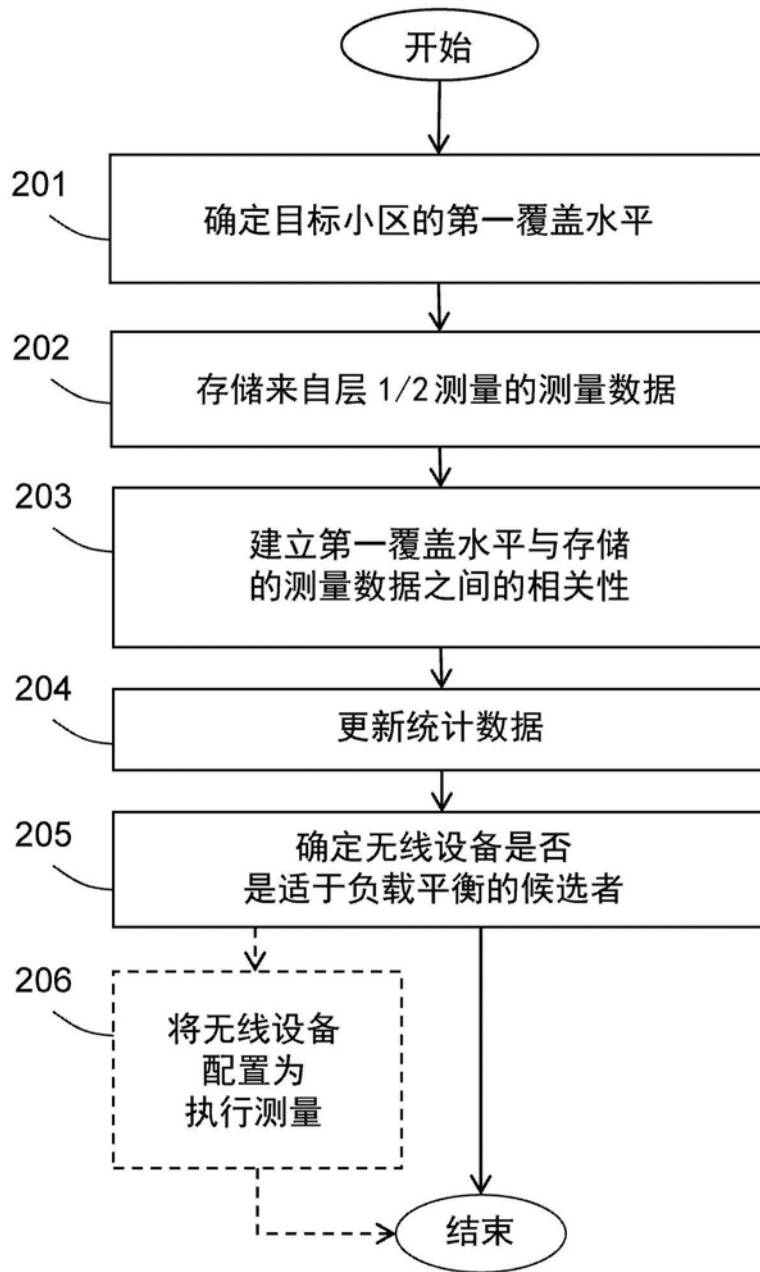 开始
201
确定目标小区的第一覆盖水平
202
存储来自层 1/2 测量的测量数据
203
建立第一覆盖水平与存储
的测量数据之间的相关性
204
更新统计数据
205
确定无线设备是否
是适于负载平衡的候选者
206
将无线设备
配置为
执行测量
结束